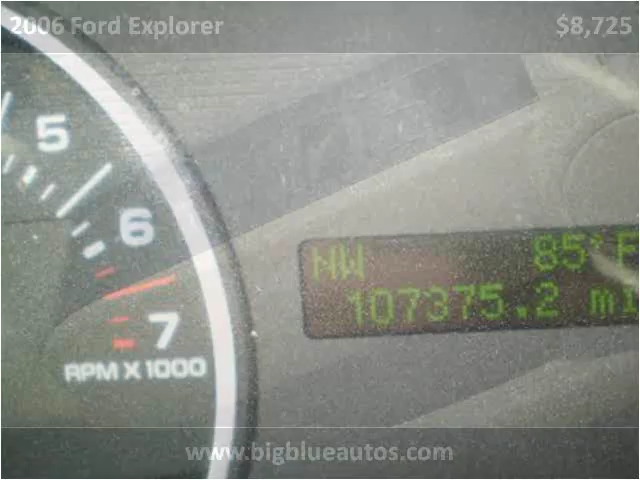 2006 Ford Explorer $8,725
5
6
NW 85° F
107375.2 mi
7
RPM X 1000
www.bigblueautos.com